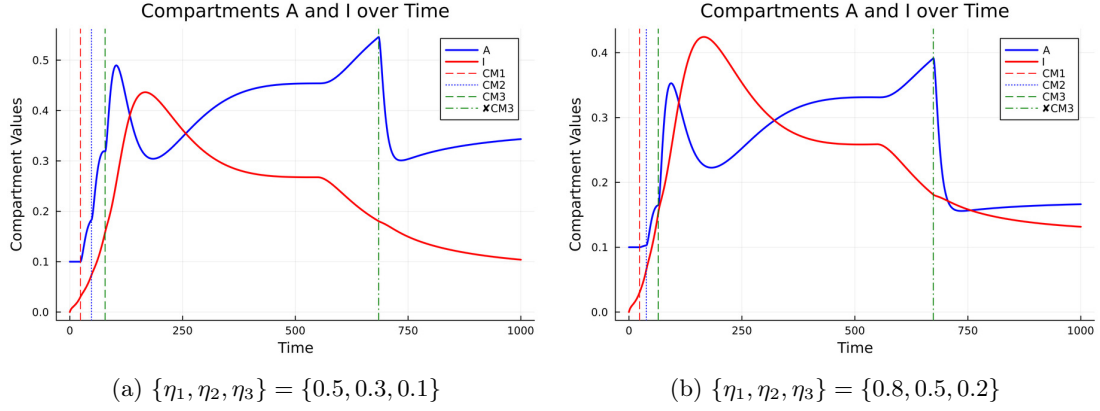 Compartments A and I over Time
Compartment Values
0.5
0.4
0.3
0.2
0.1
0.0
0
250
500
750
1000
Time
A
I
CM1
CM2
CM3
✘CM3
(a) {η₁, η₂, η₃} = {0.5, 0.3, 0.1}
Compartments A and I over Time
Compartment Values
0.4
0.3
0.2
0.1
0.0
0
250
500
750
1000
Time
A
I
CM1
CM2
CM3
✘CM3
(b) {η₁, η₂, η₃} = {0.8, 0.5, 0.2}